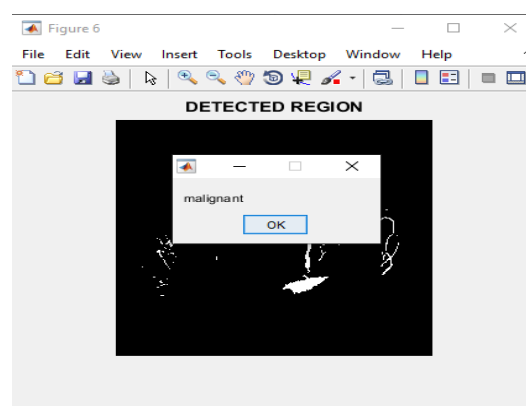 Figure 6
File Edit View Insert Tools Desktop Window Help
DETECTED REGION
malignant
OK